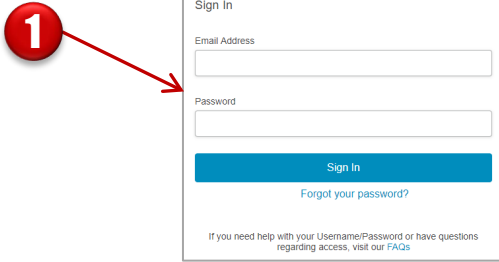 1
Sign In
Email Address
Password
Sign In
Forgot your password?
If you need help with your Username/Password or have questions
regarding access, visit our FAQs